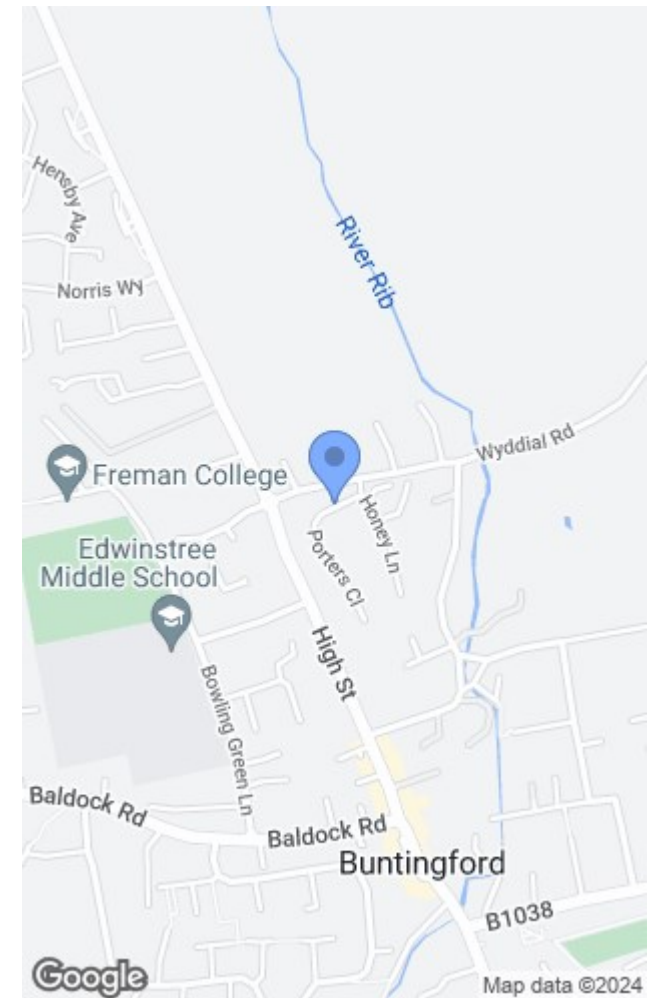 Hensby Ave
River Rib
Norris Wy
Wyddial Rd
Freman College
Honey Ln
Edwinstree
Middle School
Porters Cl
High St
Bowling Green Ln
Baldock Rd
Baldock Rd
Buntingford
B1038
Google
Map data ©2024